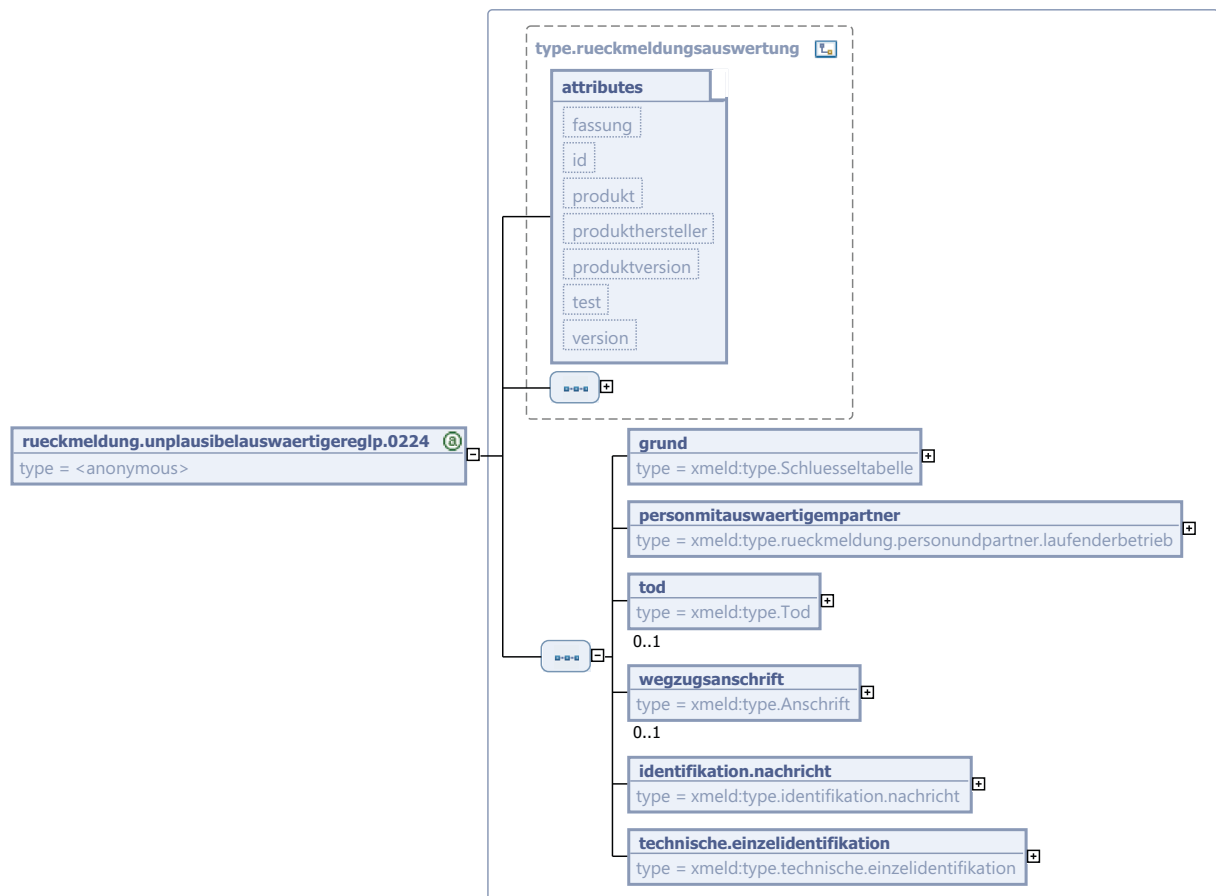 type.rueckmeldungsauswertung
attributes
fassung
id
produkt
produkthersteller
produktversion
test
version
rueckmeldung.unplausibelauswaertigereglp.0224 a
type = <anonymous>
grund
type = xmeld:type.Schluesseltabelle
personmitauswaertigempartner
type = xmeld:type.rueckmeldung.personundpartner.laufenderbetrieb
tod
type = xmeld:type.Tod
0..1
wegzugsanschrift
type = xmeld:type.Anschrift
0..1
identifikation.nachricht
type = xmeld:type.identifikation.nachricht
technische.einzelidentifikation
type = xmeld:type.technische.einzelidentifikation